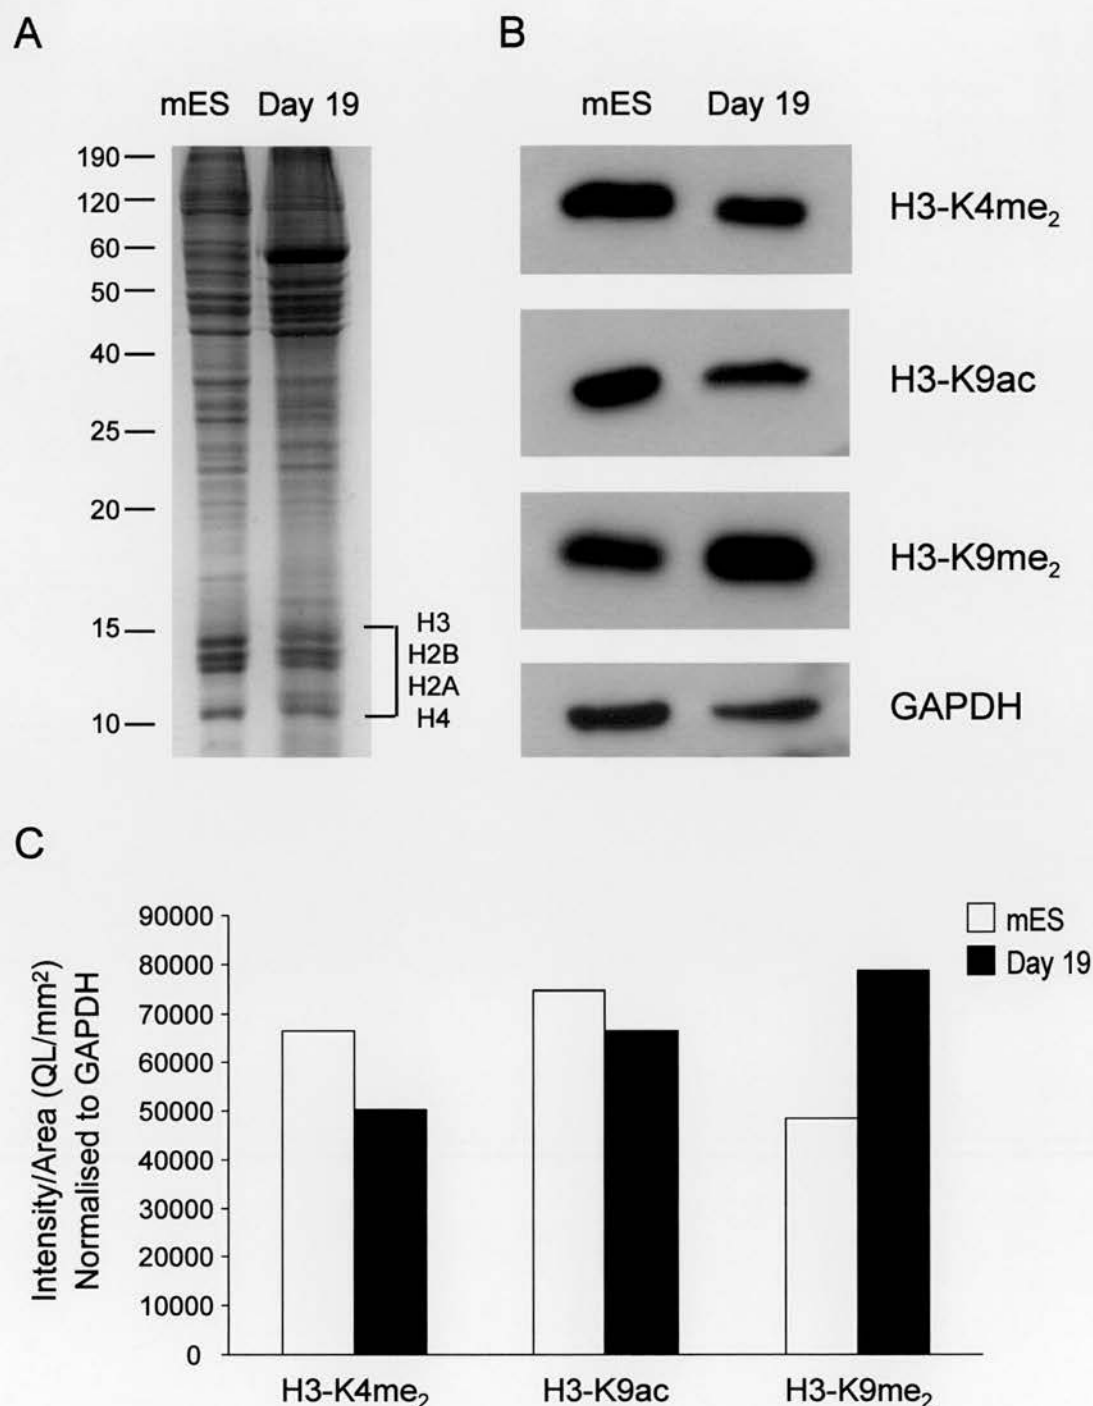 A
mES Day 19
190
120
60
50
40
25
20
15
10
H3
H2B
H2A
H4
B
mES Day 19
H3-K4me₂
H3-K9ac
H3-K9me₂
GAPDH
C
Intensity/Area (QL/mm²)
Normalised to GAPDH
90000
80000
70000
60000
50000
40000
30000
20000
10000
0
H3-K4me₂ H3-K9ac H3-K9me₂
mES
Day 19